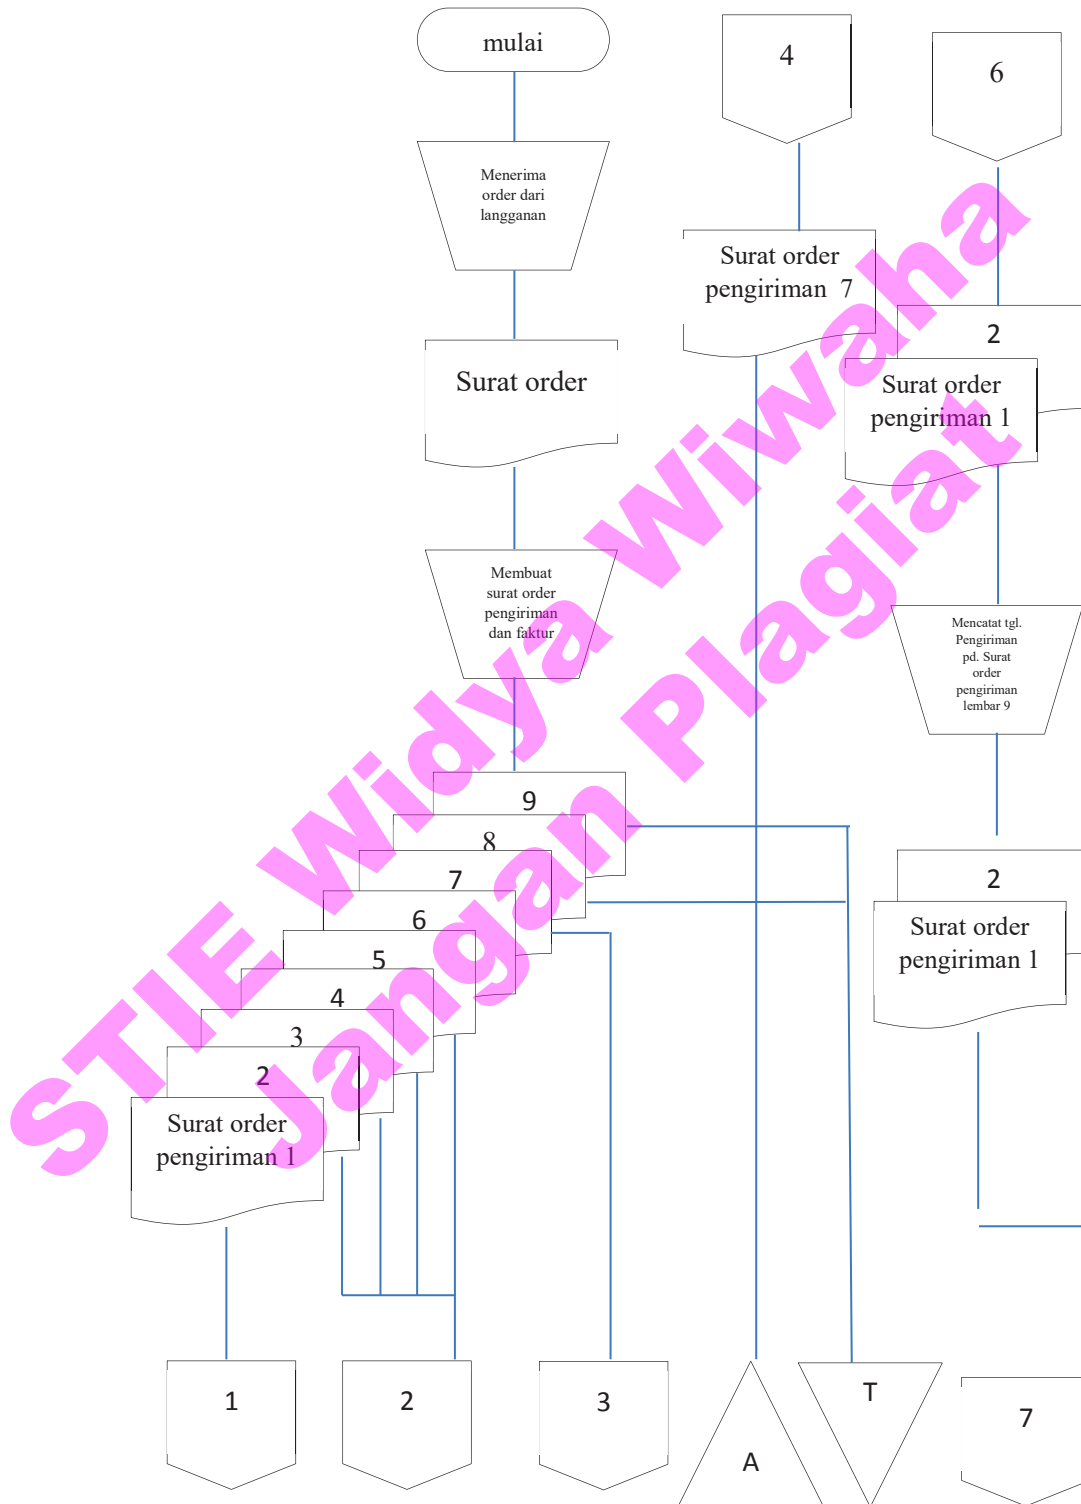 mulai
Menerima
order dari
langganan
Surat order
Membuat
surat order
pengiriman
dan faktur
9
8
7
6
5
4
3
2
Surat order
pengiriman 1
1
2
3
4
Surat order
pengiriman 7
A
T
6
2
Surat order
pengiriman 1
Mencatat tgl.
Pengiriman
pd. Surat
order
pengiriman
lembar 9
2
Surat order
pengiriman 1
7
STIE Widya Wiwaha
Jangan Plagiat